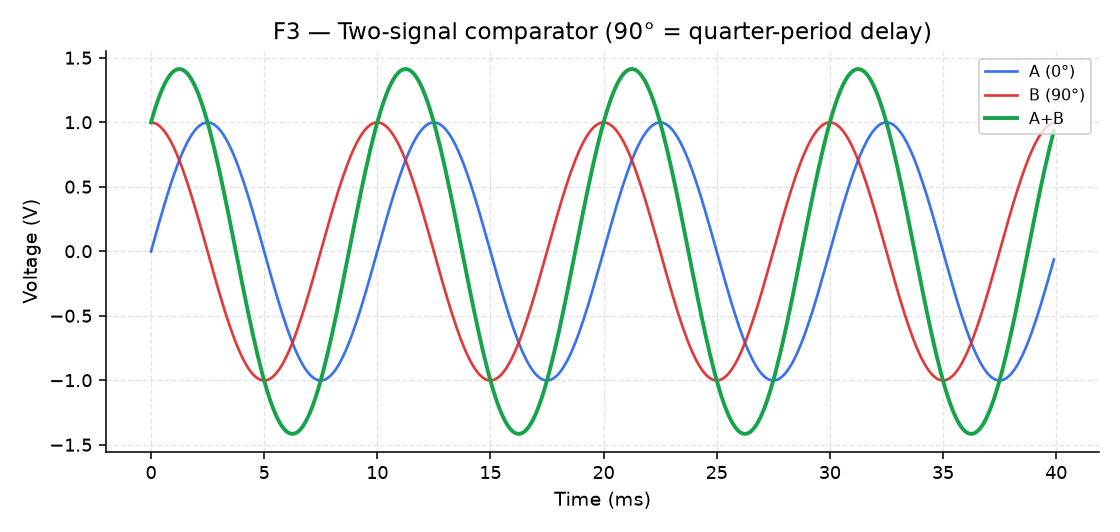 F3 — Two-signal comparator (90° = quarter-period delay)
A (0°)
B (90°)
A+B
Voltage (V)
1.5
1.0
0.5
0.0
−0.5
−1.0
−1.5
0 5 10 15 20 25 30 35 40
Time (ms)